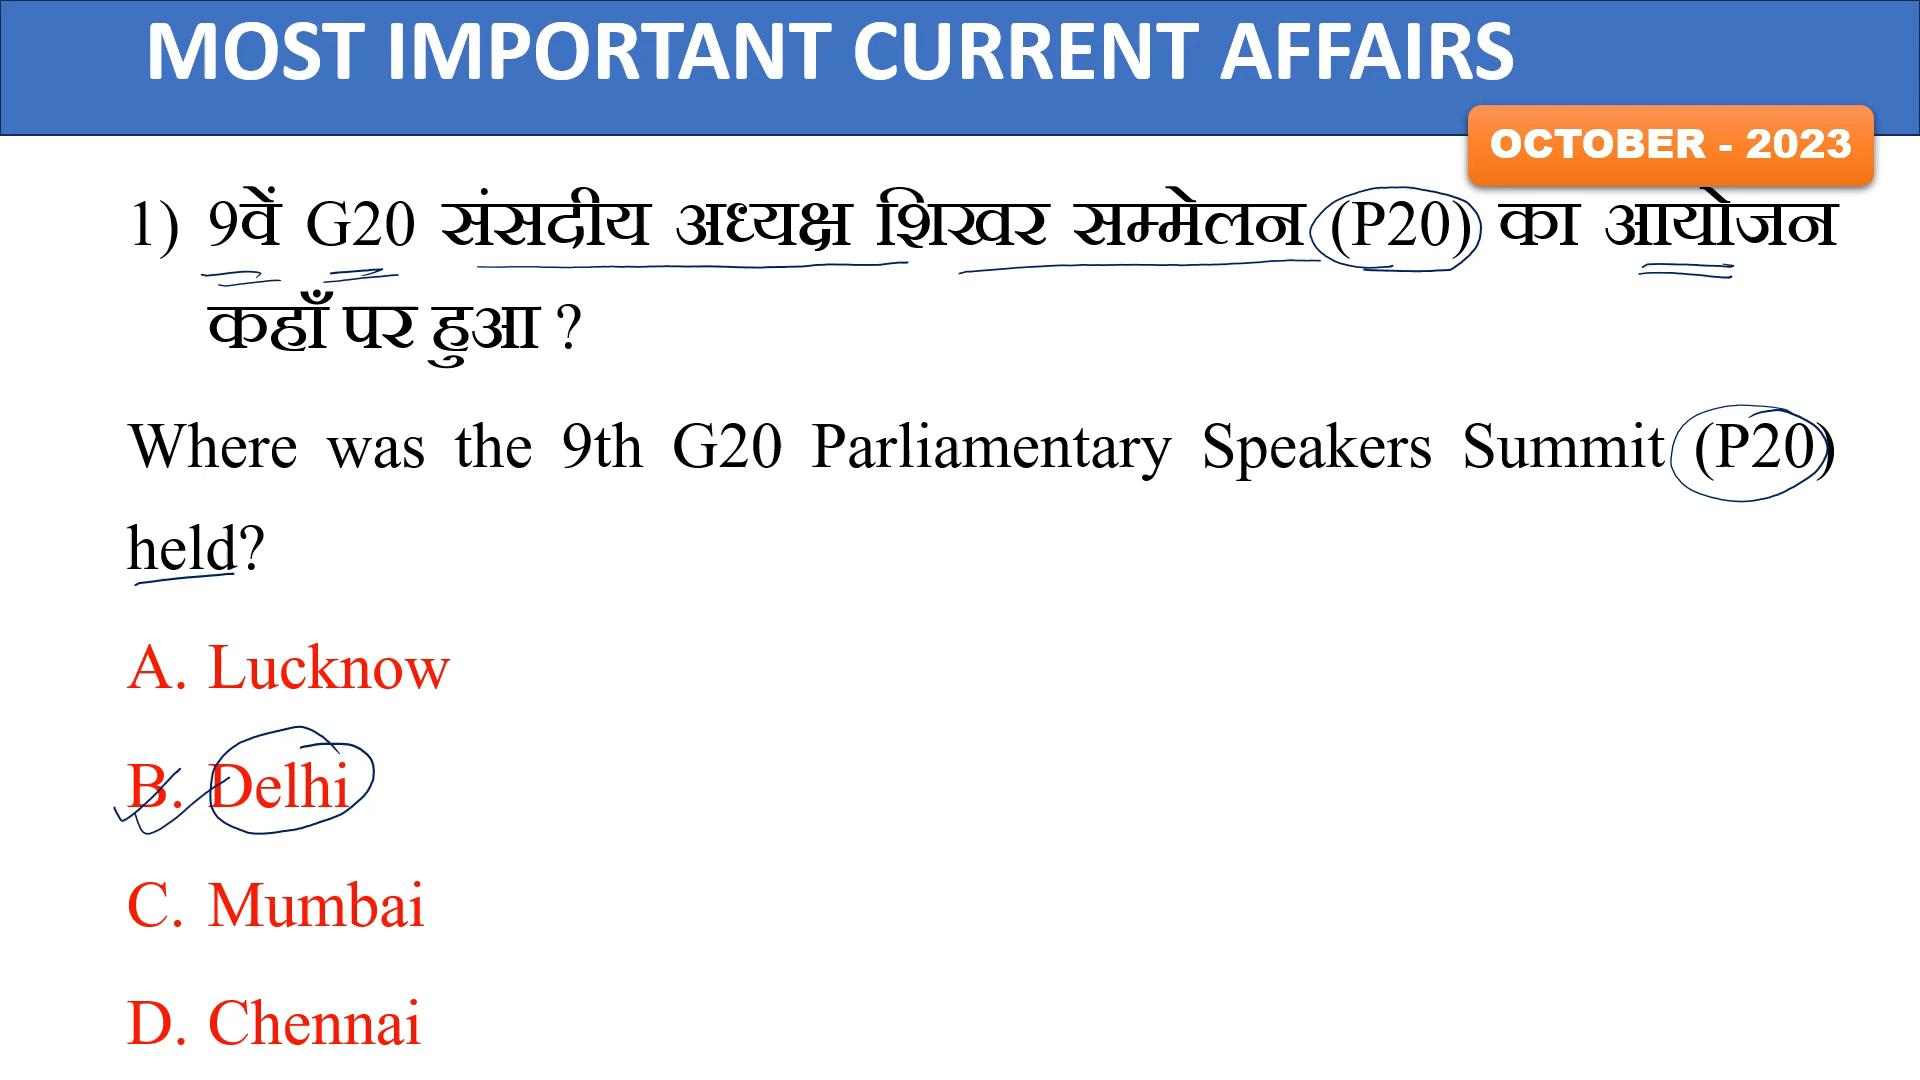 MOST IMPORTANT CURRENT AFFAIRS
OCTOBER - 2023
1) 9वें G20 संसदीय अध्यक्ष शिखर सम्मेलन (P20) का आयोजन
कहाँ पर हुआ ?
Where was the 9th G20 Parliamentary Speakers Summit (P20)
held?
A. Lucknow
B. Delhi
C. Mumbai
D. Chennai